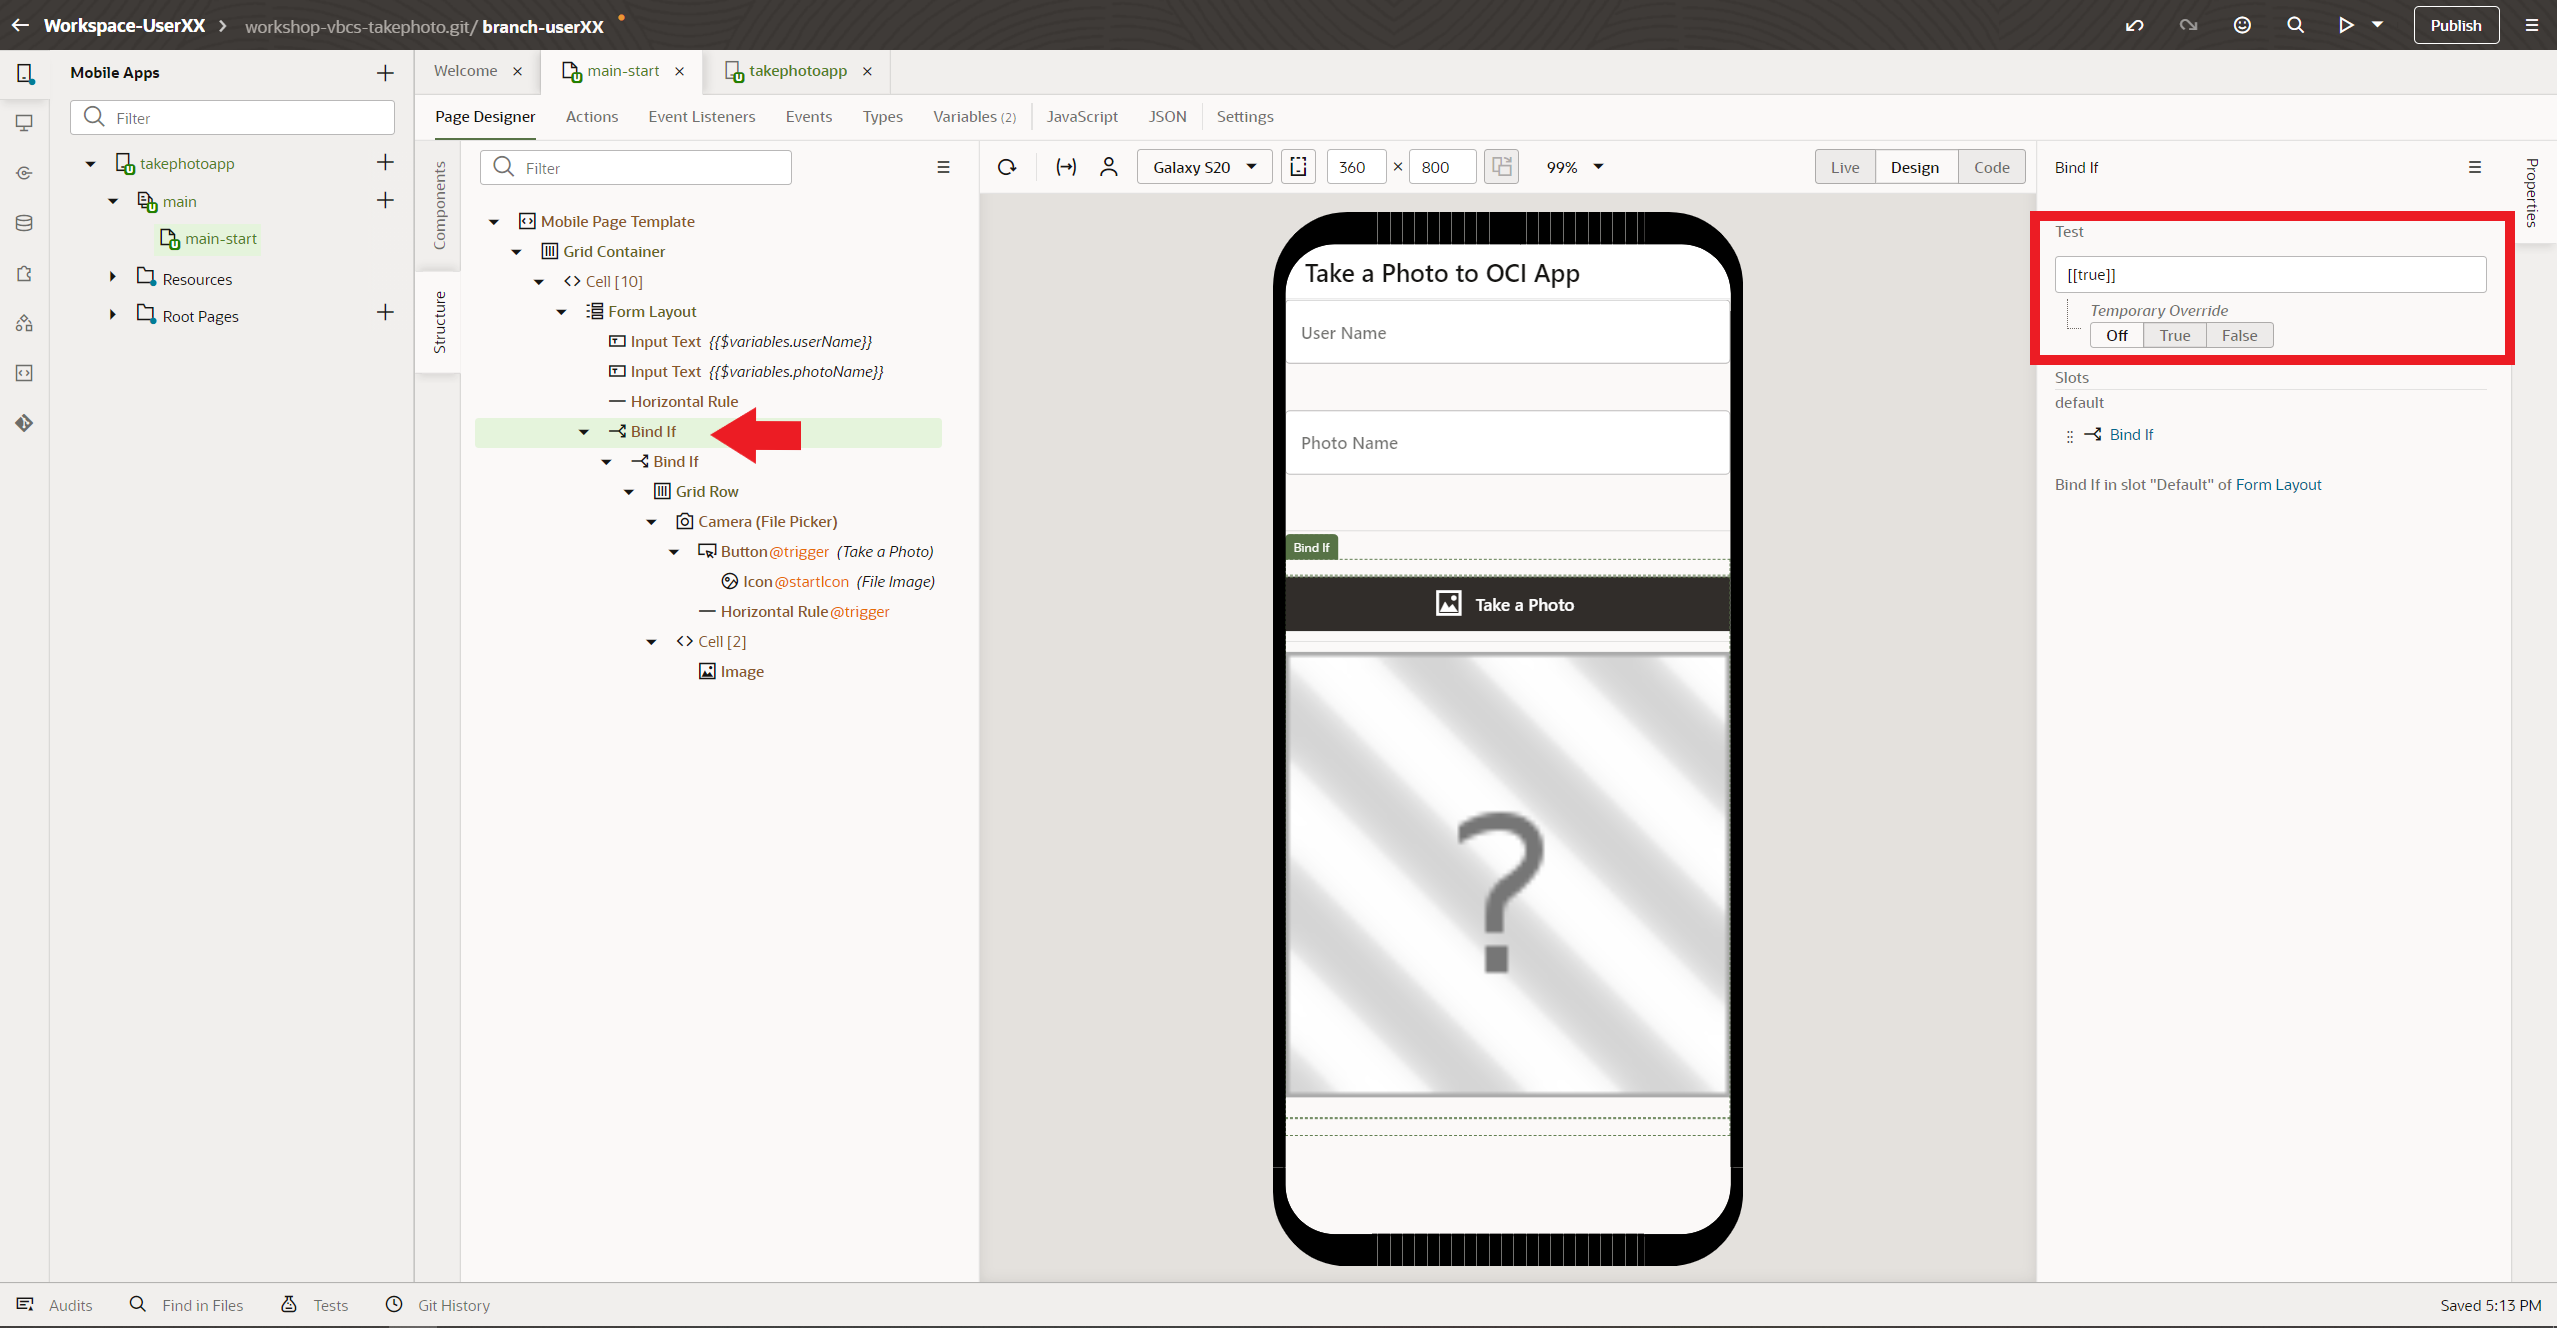 Workspace-UserXX > workshop-vbcs-takephoto.git/ branch-userXX
Publish
Mobile Apps
Filter
takephotoapp
main
main-start
Resources
Root Pages
Welcome
main-start
takephotoapp
Page Designer
Actions
Event Listeners
Events
Types
Variables (2)
JavaScript
JSON
Settings
Components
Structure
Filter
Mobile Page Template
Grid Container
Cell [10]
Form Layout
Input Text {{$variables.userName}}
Input Text {{$variables.photoName}}
Horizontal Rule
Bind If
Bind If
Grid Row
Camera (File Picker)
Button@trigger (Take a Photo)
Icon@startIcon (File Image)
Horizontal Rule@trigger
Cell [2]
Image
Galaxy S20
360 × 800
99%
Live
Design
Code
Take a Photo to OCI App
User Name
Photo Name
Bind If
Take a Photo
?
Bind If
Properties
Test
[[true]]
Temporary Override
Off
True
False
Slots
default
Bind If
Bind If in slot "Default" of Form Layout
Audits
Find in Files
Tests
Git History
Saved 5:13 PM